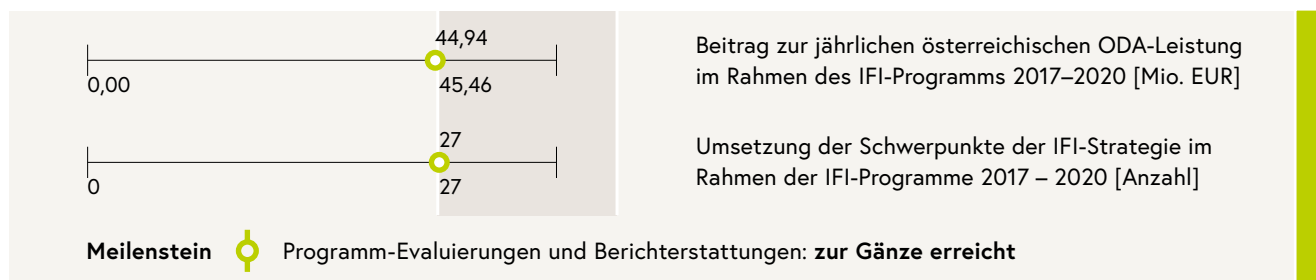 44,94
0,00
45,46
Beitrag zur jährlichen österreichischen ODA-Leistung
im Rahmen des IFI-Programms 2017–2020 [Mio. EUR]
27
0
27
Umsetzung der Schwerpunkte der IFI-Strategie im
Rahmen der IFI-Programme 2017 – 2020 [Anzahl]
Meilenstein Programm-Evaluierungen und Berichterstattungen: zur Gänze erreicht